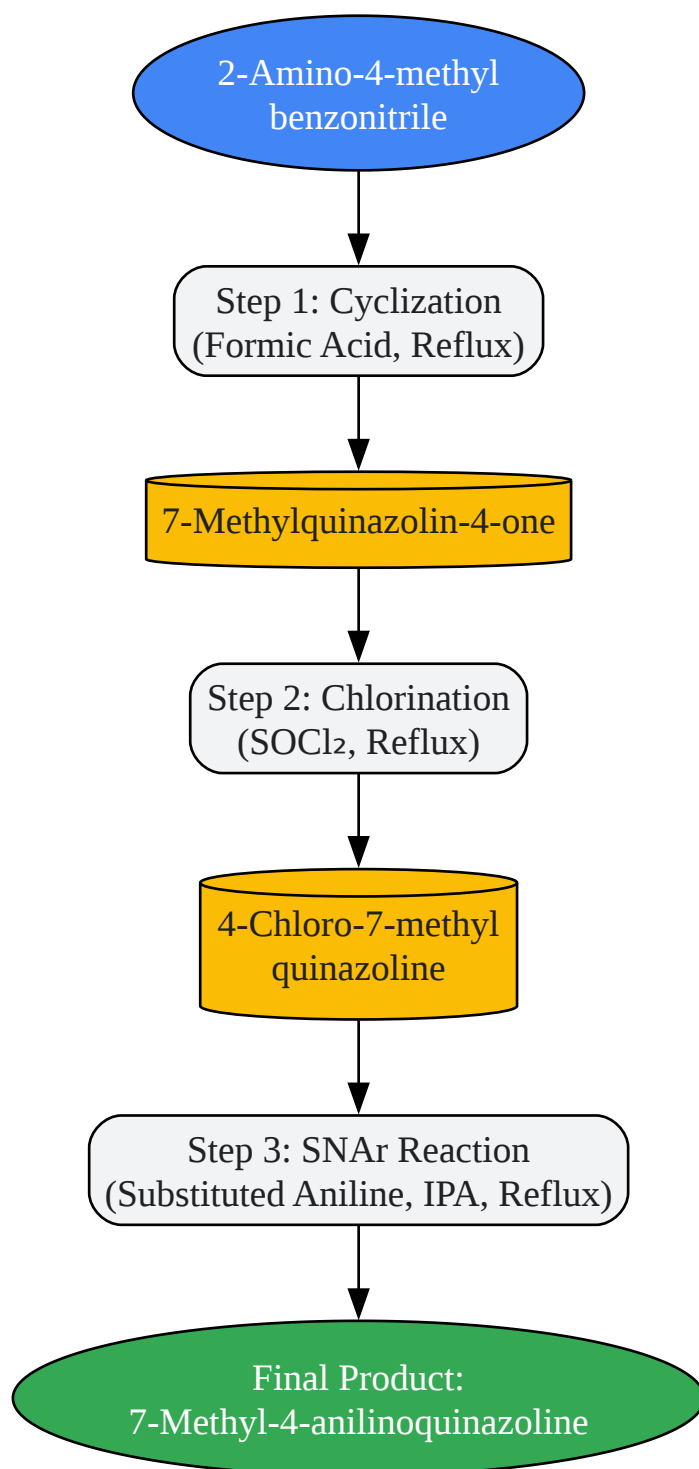 2-Amino-4-methyl
benzonitrile
Step 1: Cyclization
(Formic Acid, Reflux)
7-Methylquinazolin-4-one
Step 2: Chlorination
(SOCl₂, Reflux)
4-Chloro-7-methyl
quinazoline
Step 3: SNAr Reaction
(Substituted Aniline, IPA, Reflux)
Final Product:
7-Methyl-4-anilinoquinazoline